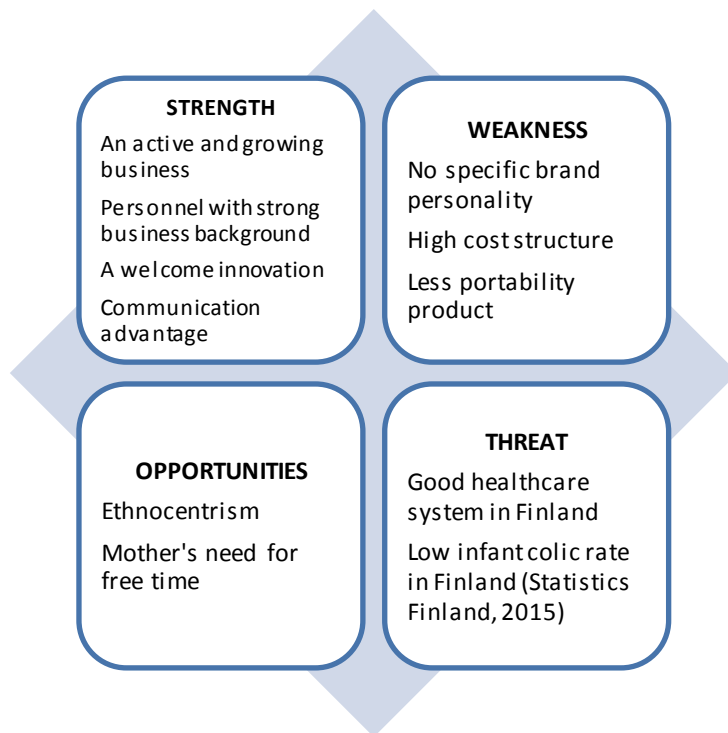 STRENGTH
An active and growing
business
Personnel with strong
business background
A welcome innovation
Communication
advantage
WEAKNESS
No specific brand
personality
High cost structure
Less portability
product
OPPORTUNITIES
Ethnocentrism
Mother's need for
free time
THREAT
Good healthcare
system in Finland
Low infant colic rate
in Finland (Statistics
Finland, 2015)